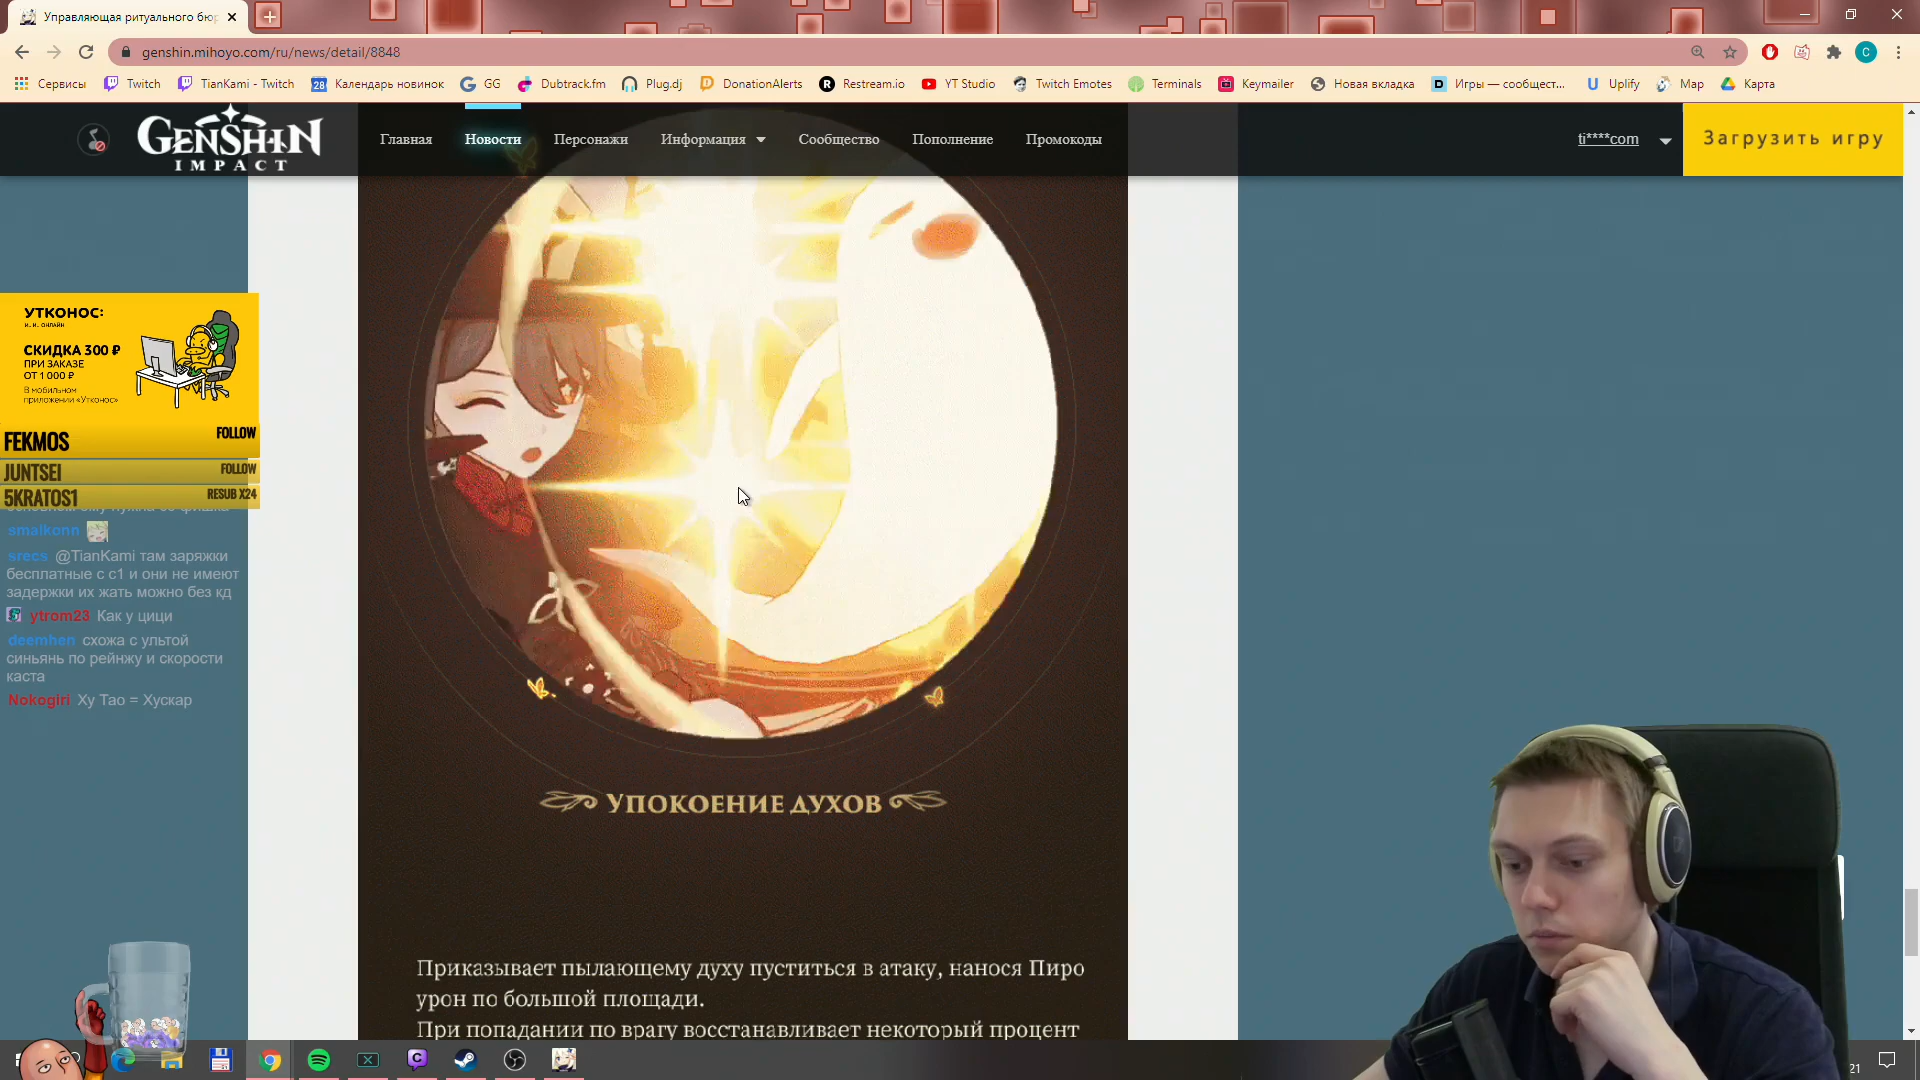 Управляющая ритуального бюр
genshin.mihoyo.com/ru/news/detail/8848
Сервисы Twitch TianKami - Twitch Календарь новинок GG Dubtrack.fm Plug.dj DonationAlerts Restream.io YT Studio Twitch Emotes Terminals Keymailer Новая вкладка Игры — сообщест... Uplify Map Карта
GENSHIN
IMPACT
Главная Новости Персонажи Информация Сообщество Пополнение Промокоды
ti****com
Загрузить игру
УТКОНОС:
СКИДКА 300 ₽
ПРИ ЗАКАЗЕ
ОТ 1 000 ₽
В мобильном
приложении «Утконос»
FEKMOS FOLLOW
JUNTSEI FOLLOW
5KRATOS1 RESUB X24
smalkonn
srecs @TianKami там заряжки
бесплатные с с1 и они не имеют
задержки их жать можно без кд
ytrom23 Как у цици
deemhen схожа с ультой
синьянь по рейнжу и скорости
каста
Nokogiri Ху Тао = Хускар
УПОКОЕНИЕ ДУХОВ
Приказывает пылающему духу пуститься в атаку, нанося Пиро
урон по большой площади.
При попадании по врагу восстанавливает некоторый процент
21